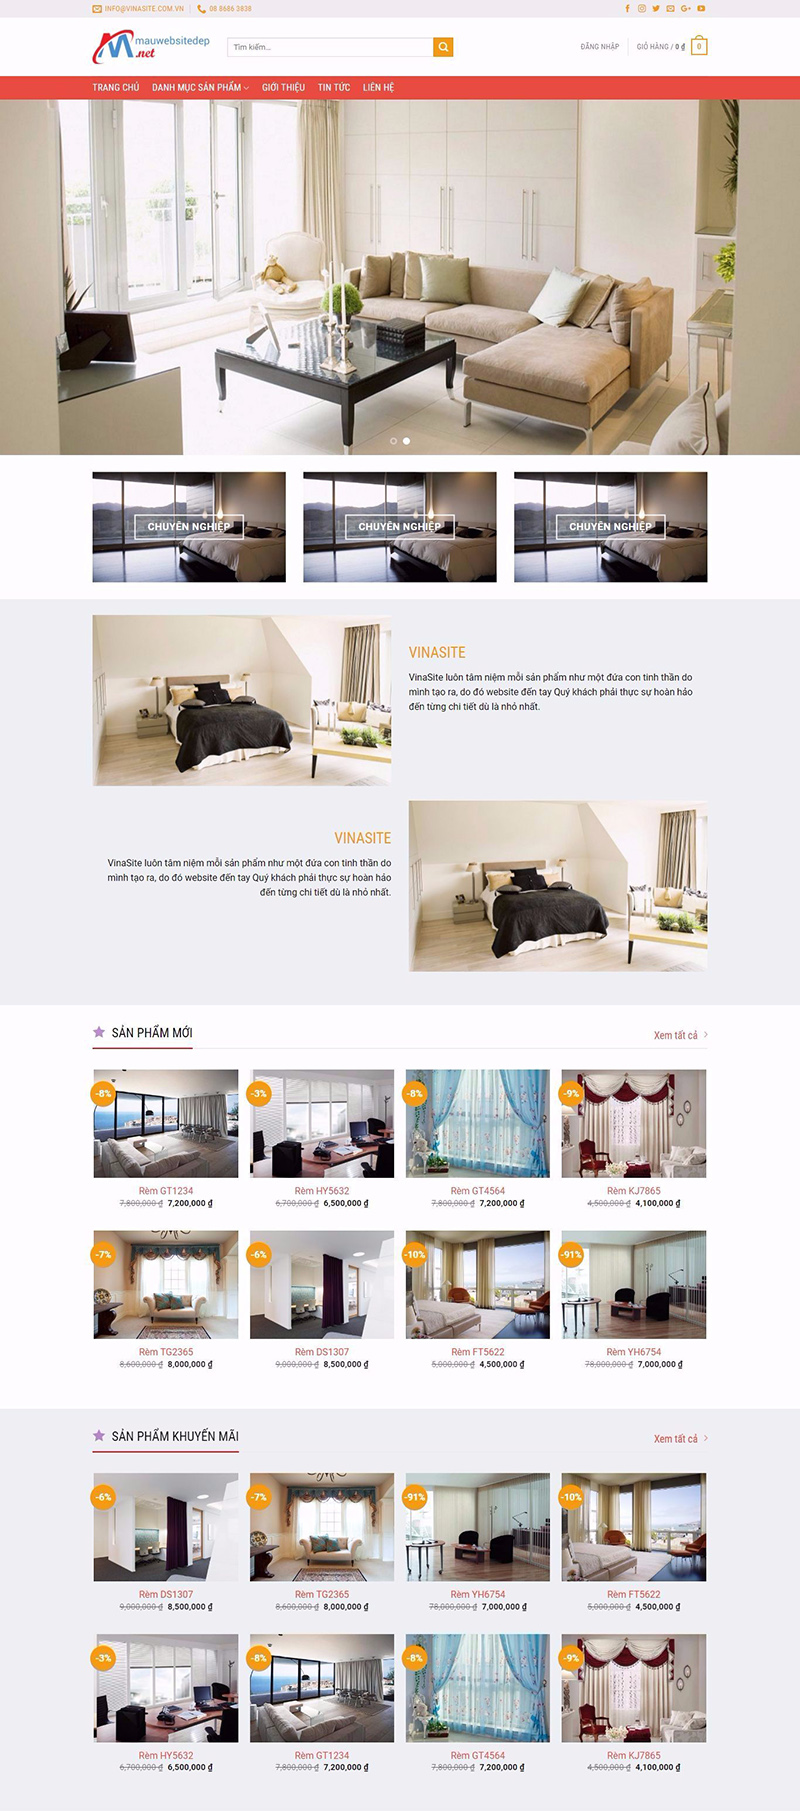 INFO@VINASITE.COM.VN 08 8686 3838
mauwebsitedep
.net
Tìm kiếm...
ĐĂNG NHẬP GIỎ HÀNG / 0 ₫ 0
TRANG CHỦ DANH MỤC SẢN PHẨM GIỚI THIỆU TIN TỨC LIÊN HỆ
CHUYÊN NGHIỆP CHUYÊN NGHIỆP CHUYÊN NGHIỆP
VINASITE
VinaSite luôn tâm niệm mỗi sản phẩm như một đứa con tinh thần do
mình tạo ra, do đó website đến tay Quý khách phải thực sự hoàn hảo
đến từng chi tiết dù là nhỏ nhất.
VINASITE
VinaSite luôn tâm niệm mỗi sản phẩm như một đứa con tinh thần do
mình tạo ra, do đó website đến tay Quý khách phải thực sự hoàn hảo
đến từng chi tiết dù là nhỏ nhất.
SẢN PHẨM MỚI Xem tất cả
-8% -3% -8% -9%
Rèm GT1234 Rèm HY5632 Rèm GT4564 Rèm KJ7865
7,800,000 ₫ 7,200,000 ₫ 6,700,000 ₫ 6,500,000 ₫ 7,800,000 ₫ 7,200,000 ₫ 4,500,000 ₫ 4,100,000 ₫
-7% -6% -10% -91%
Rèm TG2365 Rèm DS1307 Rèm FT5622 Rèm YH6754
8,600,000 ₫ 8,000,000 ₫ 9,000,000 ₫ 8,500,000 ₫ 5,000,000 ₫ 4,500,000 ₫ 78,000,000 ₫ 7,000,000 ₫
SẢN PHẨM KHUYẾN MÃI Xem tất cả
-6% -7% -91% -10%
Rèm DS1307 Rèm TG2365 Rèm YH6754 Rèm FT5622
9,000,000 ₫ 8,500,000 ₫ 8,600,000 ₫ 8,000,000 ₫ 78,000,000 ₫ 7,000,000 ₫ 5,000,000 ₫ 4,500,000 ₫
-3% -8% -8% -9%
Rèm HY5632 Rèm GT1234 Rèm GT4564 Rèm KJ7865
6,700,000 ₫ 6,500,000 ₫ 7,800,000 ₫ 7,200,000 ₫ 7,800,000 ₫ 7,200,000 ₫ 4,500,000 ₫ 4,100,000 ₫